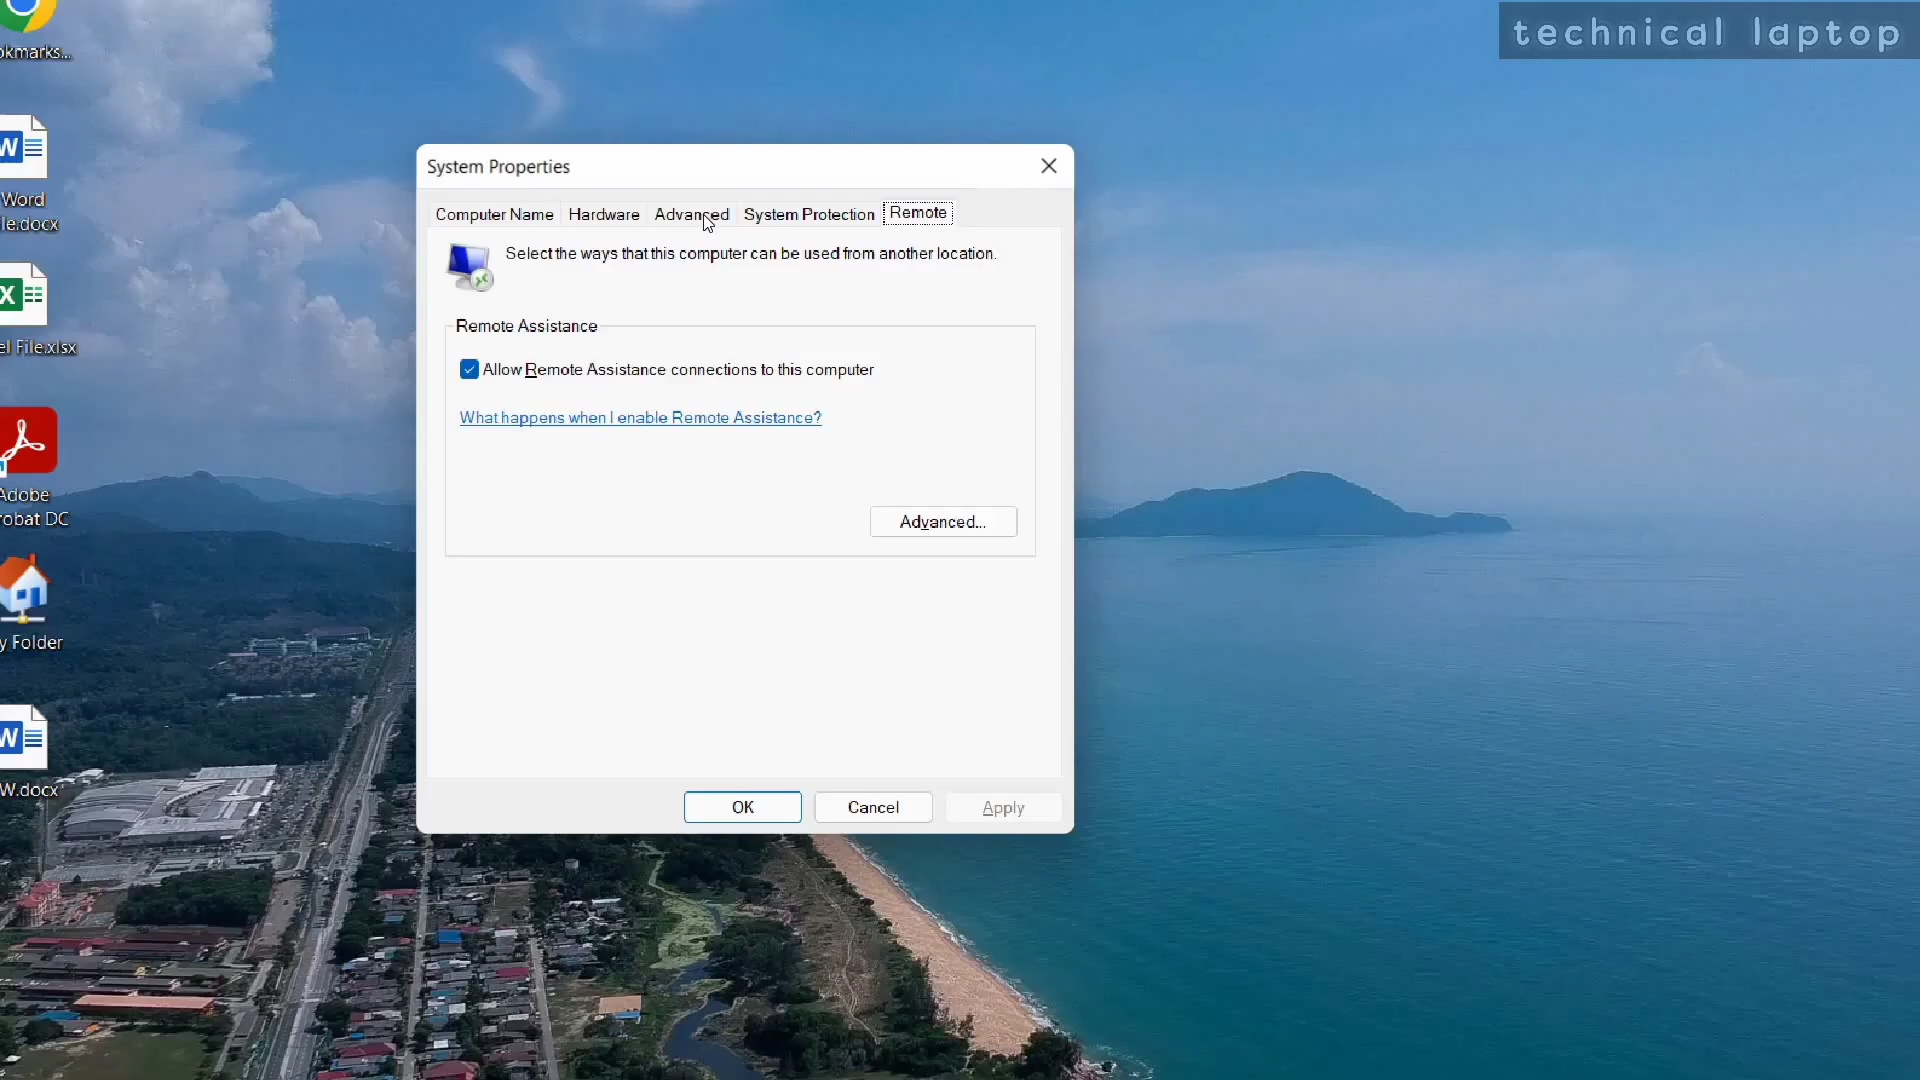 technical laptop
kmarks...
Word
le.docx
el File.xlsx
Adobe
robat DC
y Folder
W.docx
System Properties
Computer Name Hardware Advanced System Protection Remote
Select the ways that this computer can be used from another location.
Remote Assistance
Allow Remote Assistance connections to this computer
What happens when I enable Remote Assistance?
Advanced...
OK Cancel Apply